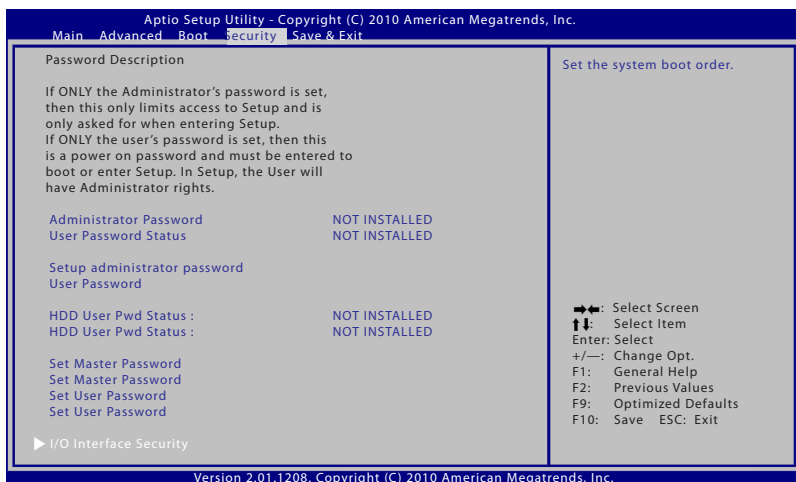 Aptio Setup Utility - Copyright (C) 2010 American Megatrends, Inc.
Main Advanced Boot Security Save & Exit
Password Description
If ONLY the Administrator's password is set,
then this only limits access to Setup and is
only asked for when entering Setup.
If ONLY the user's password is set, then this
is a power on password and must be entered to
boot or enter Setup. In Setup, the User will
have Administrator rights.
Administrator Password NOT INSTALLED
User Password Status NOT INSTALLED
Setup administrator password
User Password
HDD User Pwd Status : NOT INSTALLED
HDD User Pwd Status : NOT INSTALLED
Set Master Password
Set Master Password
Set User Password
Set User Password
I/O Interface Security
Set the system boot order.
➡⬅: Select Screen
⬆⬇: Select Item
Enter: Select
+/—: Change Opt.
F1: General Help
F2: Previous Values
F9: Optimized Defaults
F10: Save ESC: Exit
Version 2.01.1208. Copyright (C) 2010 American Megatrends, Inc.